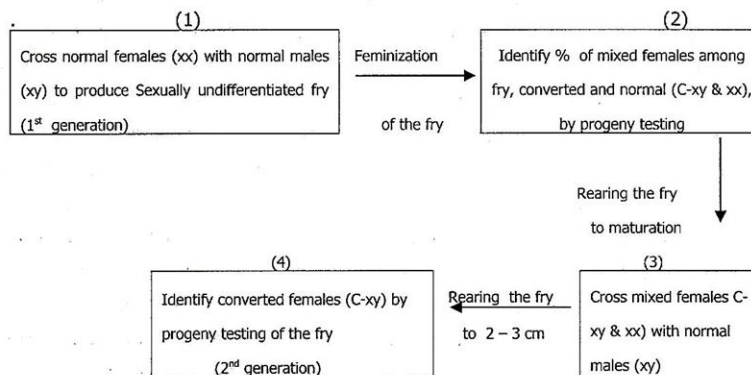 (1)
Cross normal females (xx) with normal males
(xy) to produce Sexually undifferentiated fry
(1st generation)
Feminization
of the fry
(2)
Identify % of mixed females among
fry, converted and normal (C-xy & xx),
by progeny testing
Rearing the fry
to maturation
(3)
Cross mixed females C-
xy & xx) with normal
males (xy)
Rearing the fry
to 2 – 3 cm
(4)
Identify converted females (C-xy) by
progeny testing of the fry
(2nd generation)